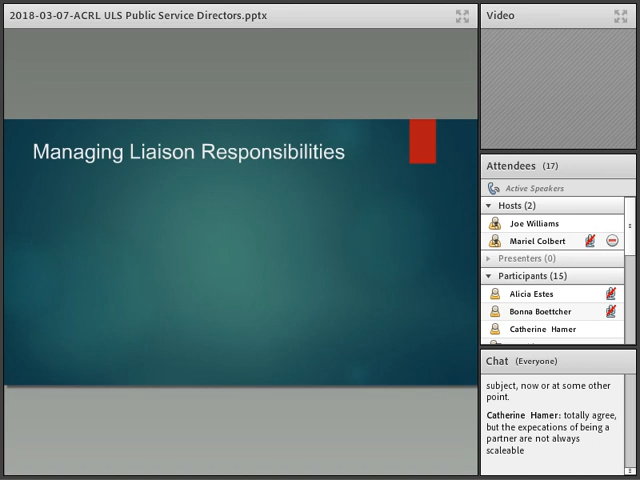 2018-03-07-ACRL ULS Public Service Directors.pptx
Managing Liaison Responsibilities
Video
Attendees (17)
Active Speakers
Hosts (2)
Joe Williams
Mariel Colbert
Presenters (0)
Participants (15)
Alicia Estes
Bonna Boettcher
Catherine Hamer
Chat (Everyone)
subject, now or at some other
point.
Catherine Hamer: totally agree,
but the expecations of being a
partner are not always
scaleable